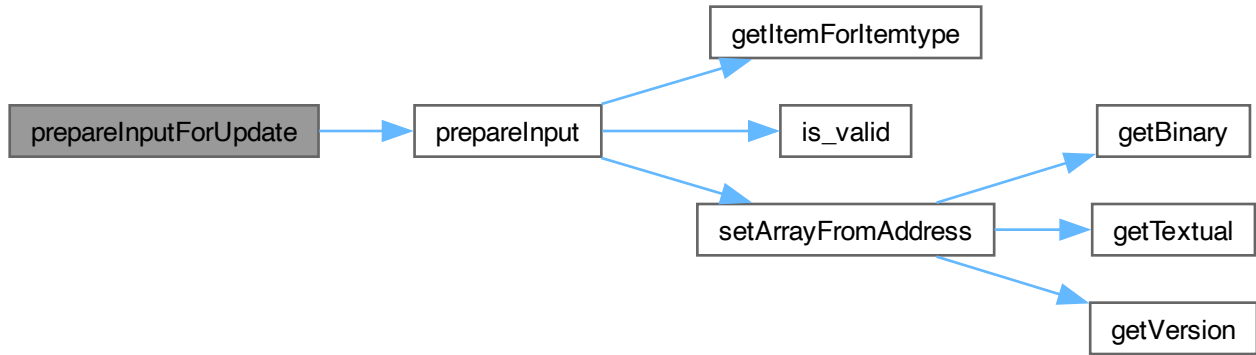 prepareInputForUpdate
prepareInput
getItemForItemtype
is_valid
setArrayFromAddress
getBinary
getTextual
getVersion